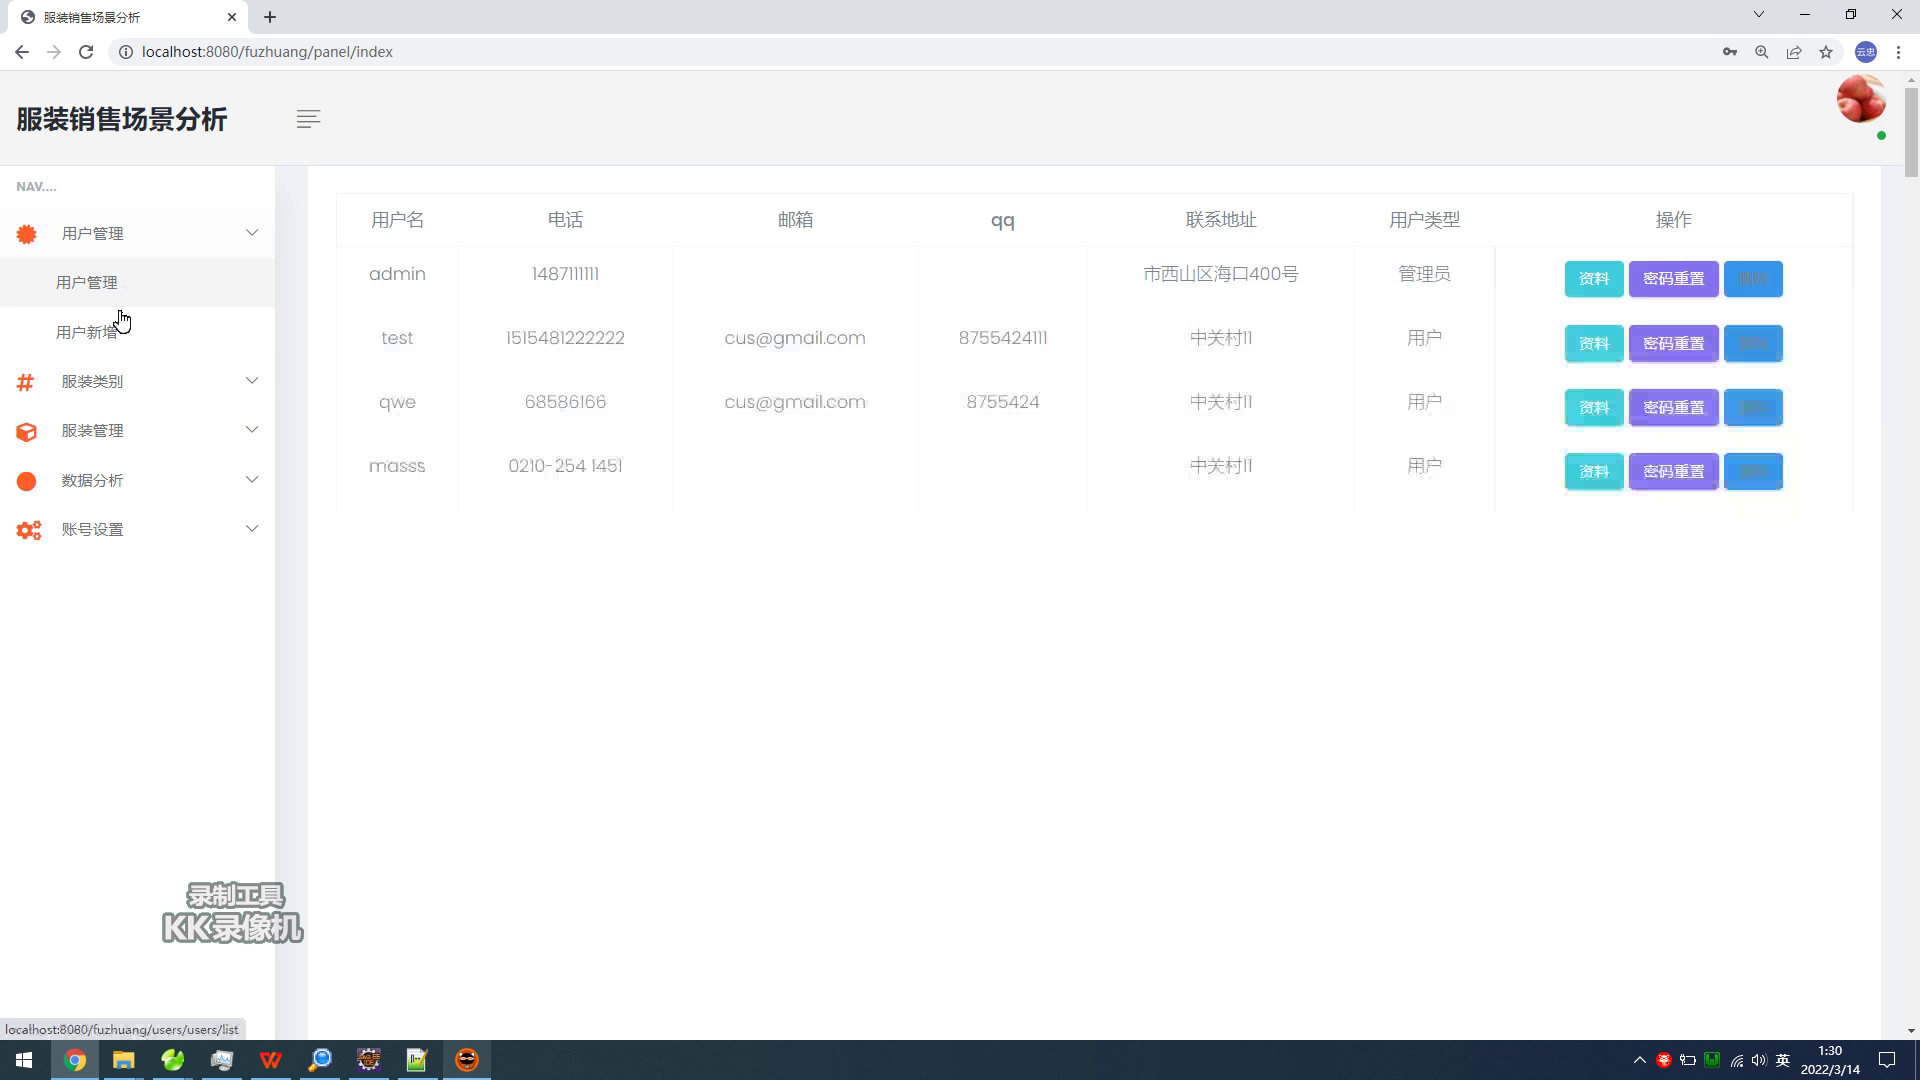 服装销售场景分析
localhost:8080/fuzhuang/panel/index
云忠
服装销售场景分析
NAV....
用户管理
用户管理
用户新增
服装类别
服装管理
数据分析
账号设置
用户名 电话 邮箱 qq 联系地址 用户类型 操作
admin 1487111111 市西山区海口400号 管理员 资料 密码重置 删除
test 1515481222222 cus@gmail.com 8755424111 中关村11 用户 资料 密码重置
qwe 68586166 cus@gmail.com 8755424 中关村11 用户 资料 密码重置
masss 0210-254 1451 中关村11 用户 资料 密码重置
录制工具
KK录像机
localhost:8080/fuzhuang/users/users/list
英
1:30
2022/3/14